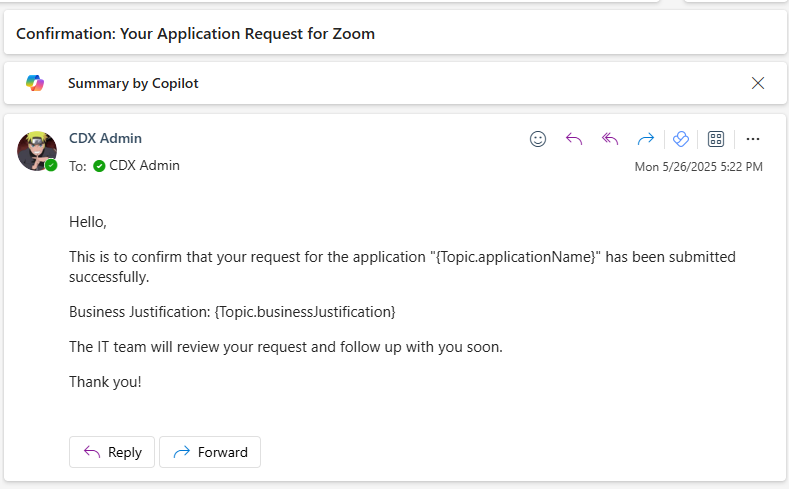 Confirmation: Your Application Request for Zoom
Summary by Copilot
CDX Admin
To: CDX Admin
Mon 5/26/2025 5:22 PM
Hello,
This is to confirm that your request for the application "{Topic.applicationName}" has been submitted
successfully.
Business Justification: {Topic.businessJustification}
The IT team will review your request and follow up with you soon.
Thank you!
Reply
Forward